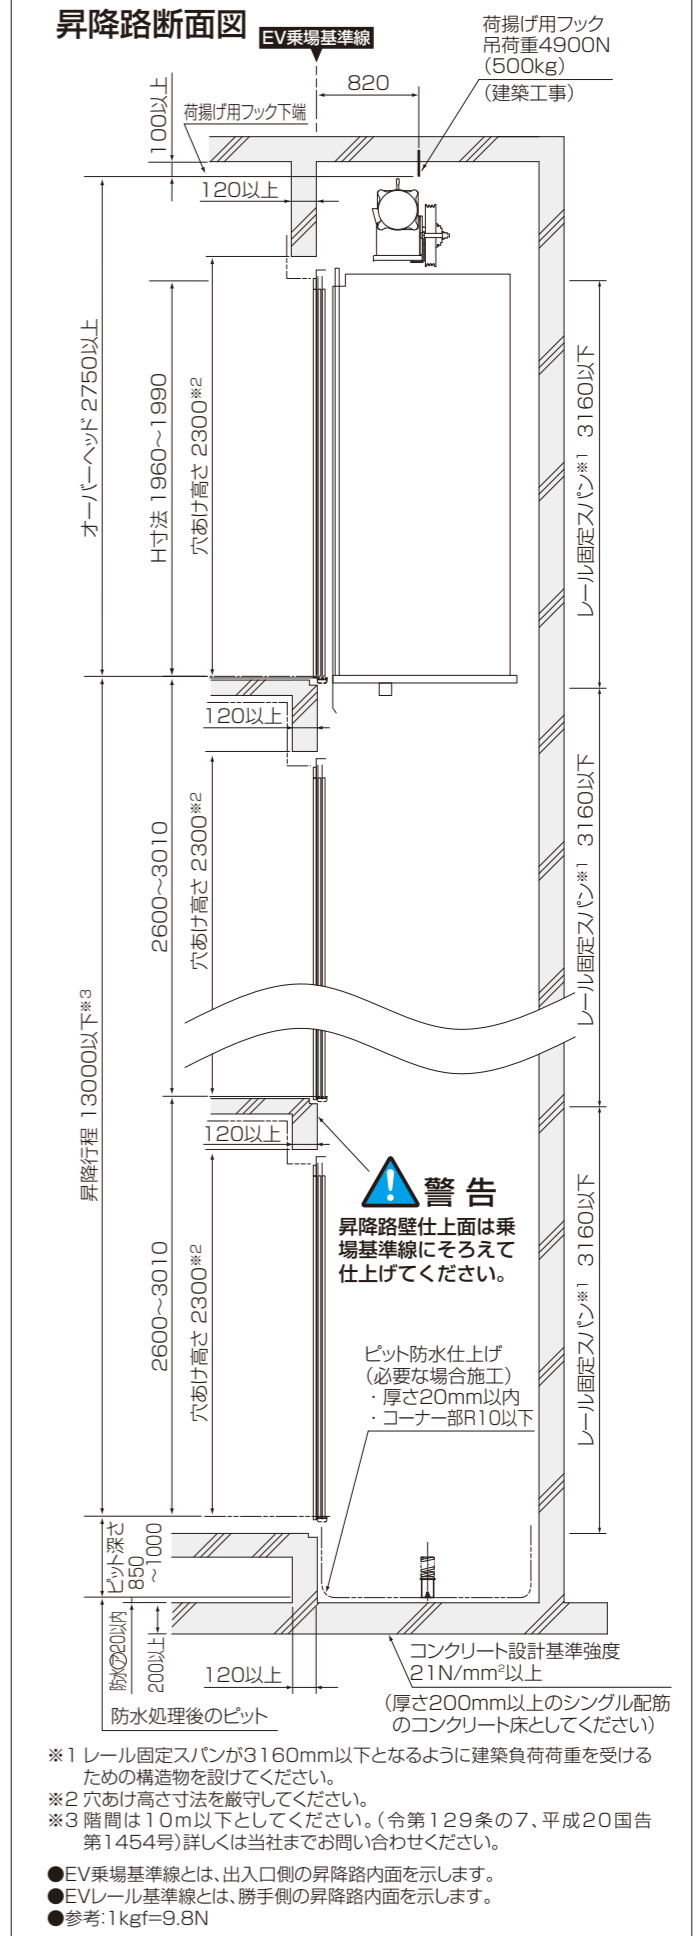 昇降路断面図
EV乗場基準線
荷揚げ用フック
吊荷重4900N
(500kg)
(建築工事)
820
100以上
荷揚げ用フック下端
120以上
オーバーヘッド 2750以上
H寸法 1960〜1990
穴あけ高さ 2300※2
レール固定スパン※1 3160以下
120以上
昇降行程 13000以下※3
2600〜3010
穴あけ高さ 2300※2
レール固定スパン※1 3160以下
120以上
警告
昇降路壁仕上面は乗
場基準線にそろえて
仕上げてください。
2600〜3010
穴あけ高さ 2300※2
レール固定スパン※1 3160以下
ピット防水仕上げ
(必要な場合施工)
・厚さ20mm以内
・コーナー部R10以下
ピット深さ
850
〜1000
防水㋐20以内
200以上
120以上
防水処理後のピット
コンクリート設計基準強度
21N/mm²以上
(厚さ200mm以上のシングル配筋
のコンクリート床としてください)
※1 レール固定スパンが3160mm以下となるように建築負荷荷重を受ける
ための構造物を設けてください。
※2 穴あけ高さ寸法を厳守してください。
※3 階間は10m以下としてください。(令第129条の7、平成20国告
第1454号)詳しくは当社までお問い合わせください。
●EV乗場基準線とは、出入口側の昇降路内面を示します。
●EVレール基準線とは、勝手側の昇降路内面を示します。
●参考:1kgf=9.8N